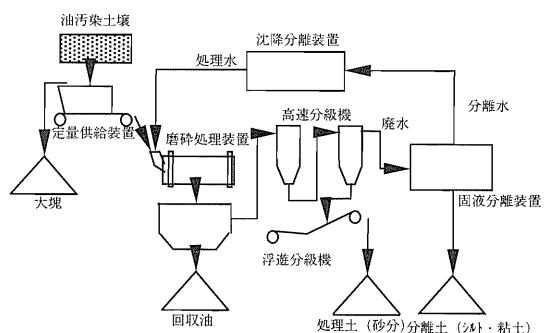 油汚染土壌
沈降分離装置
処理水
高速分級機
廃水
分離水
定量供給装置
磨砕処理装置
大塊
固液分離装置
浮遊分級機
回収油
処理土（砂分）
分離土（ｼﾙﾄ・粘土）